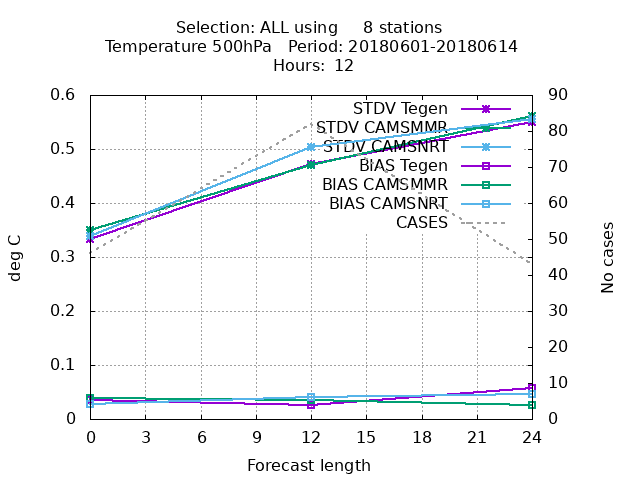 Selection: ALL using     8 stations
Temperature 500hPa   Period: 20180601-20180614
Hours: 12
STDV Tegen
STDV CAMSMMR
STDV CAMSNRT
BIAS Tegen
BIAS CAMSMMR
BIAS CAMSNRT
CASES
0.6
0.5
0.4
0.3
0.2
0.1
0
deg C
90
80
70
60
50
40
30
20
10
0
No cases
0 3 6 9 12 15 18 21 24
Forecast length